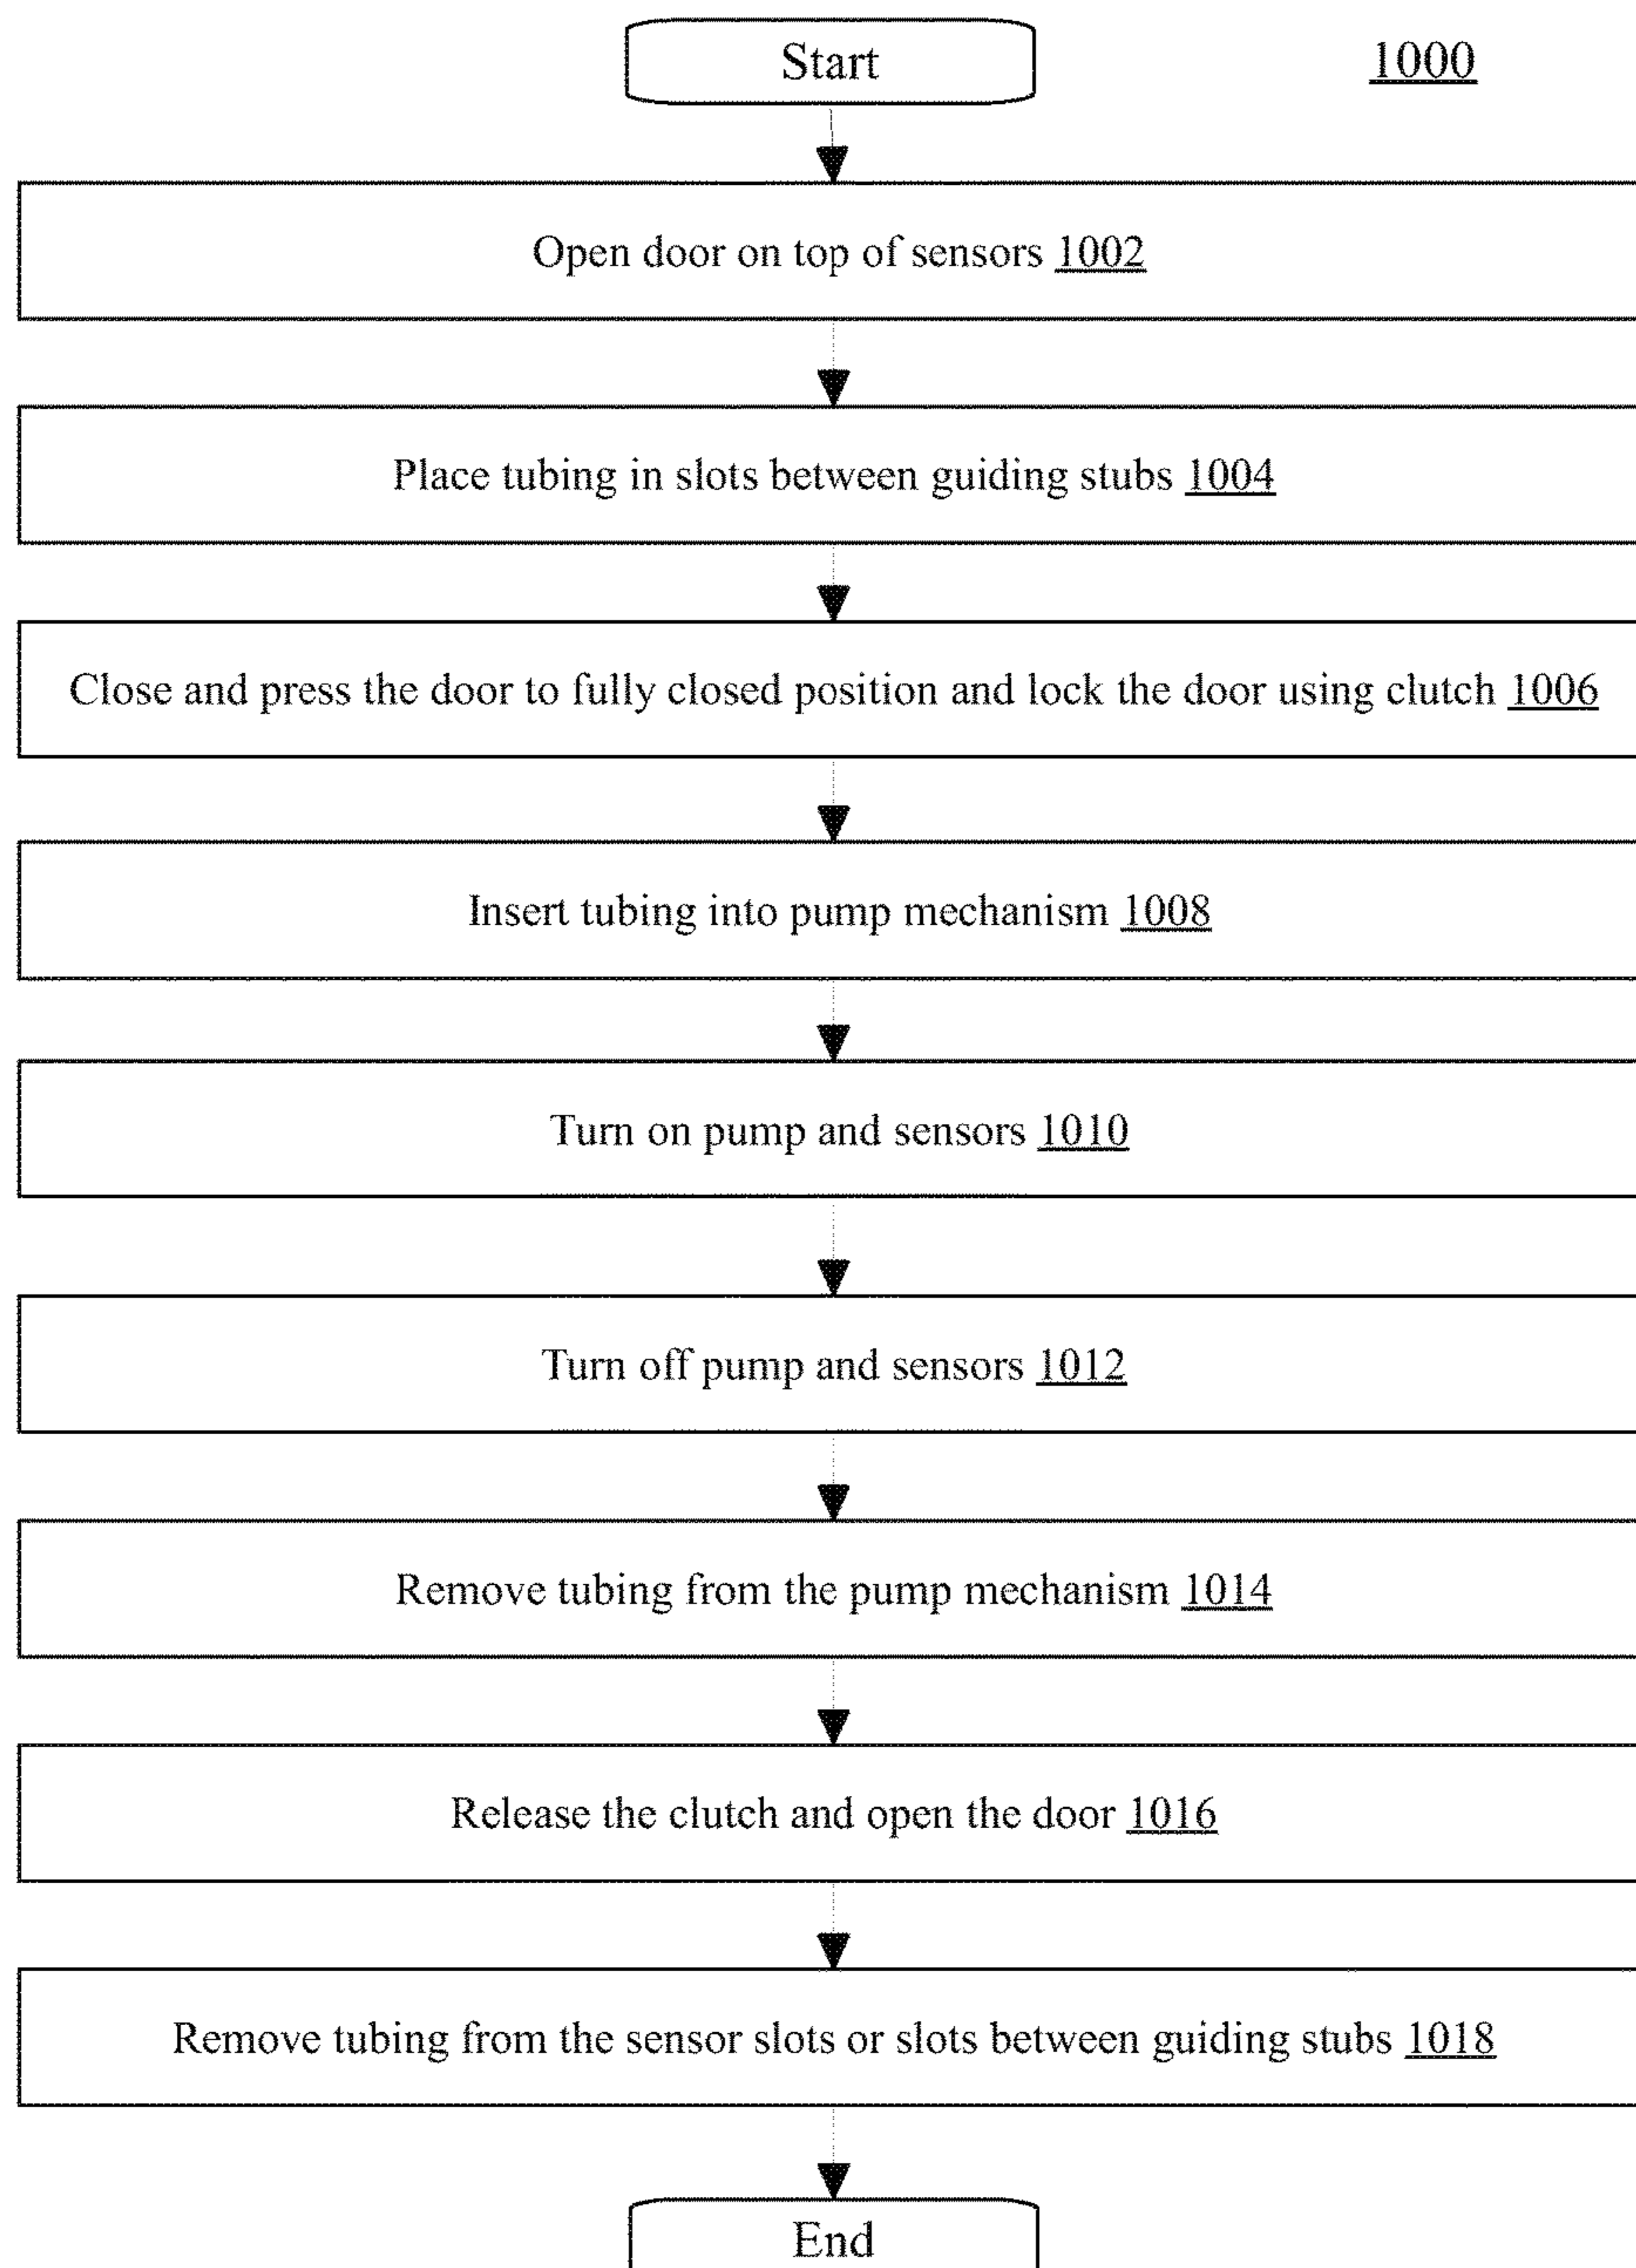 Start
1000
Open door on top of sensors 1002
Place tubing in slots between guiding stubs 1004
Close and press the door to fully closed position and lock the door using clutch 1006
Insert tubing into pump mechanism 1008
Turn on pump and sensors 1010
Turn off pump and sensors 1012
Remove tubing from the pump mechanism 1014
Release the clutch and open the door 1016
Remove tubing from the sensor slots or slots between guiding stubs 1018
End